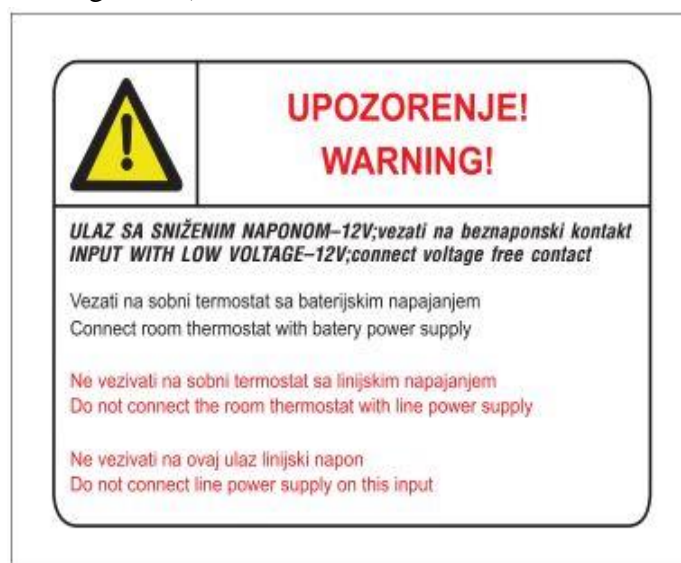 UPOZORENJE!
WARNING!
ULAZ SA SNIŽENIM NAPONOM–12V;vezati na beznaponski kontakt
INPUT WITH LOW VOLTAGE–12V;connect voltage free contact
Vezati na sobni termostat sa baterijskim napajanjem
Connect room thermostat with batery power supply
Ne vezivati na sobni termostat sa linijskim napajanjem
Do not connect the room thermostat with line power supply
Ne vezivati na ovaj ulaz linijski napon
Do not connect line power supply on this input